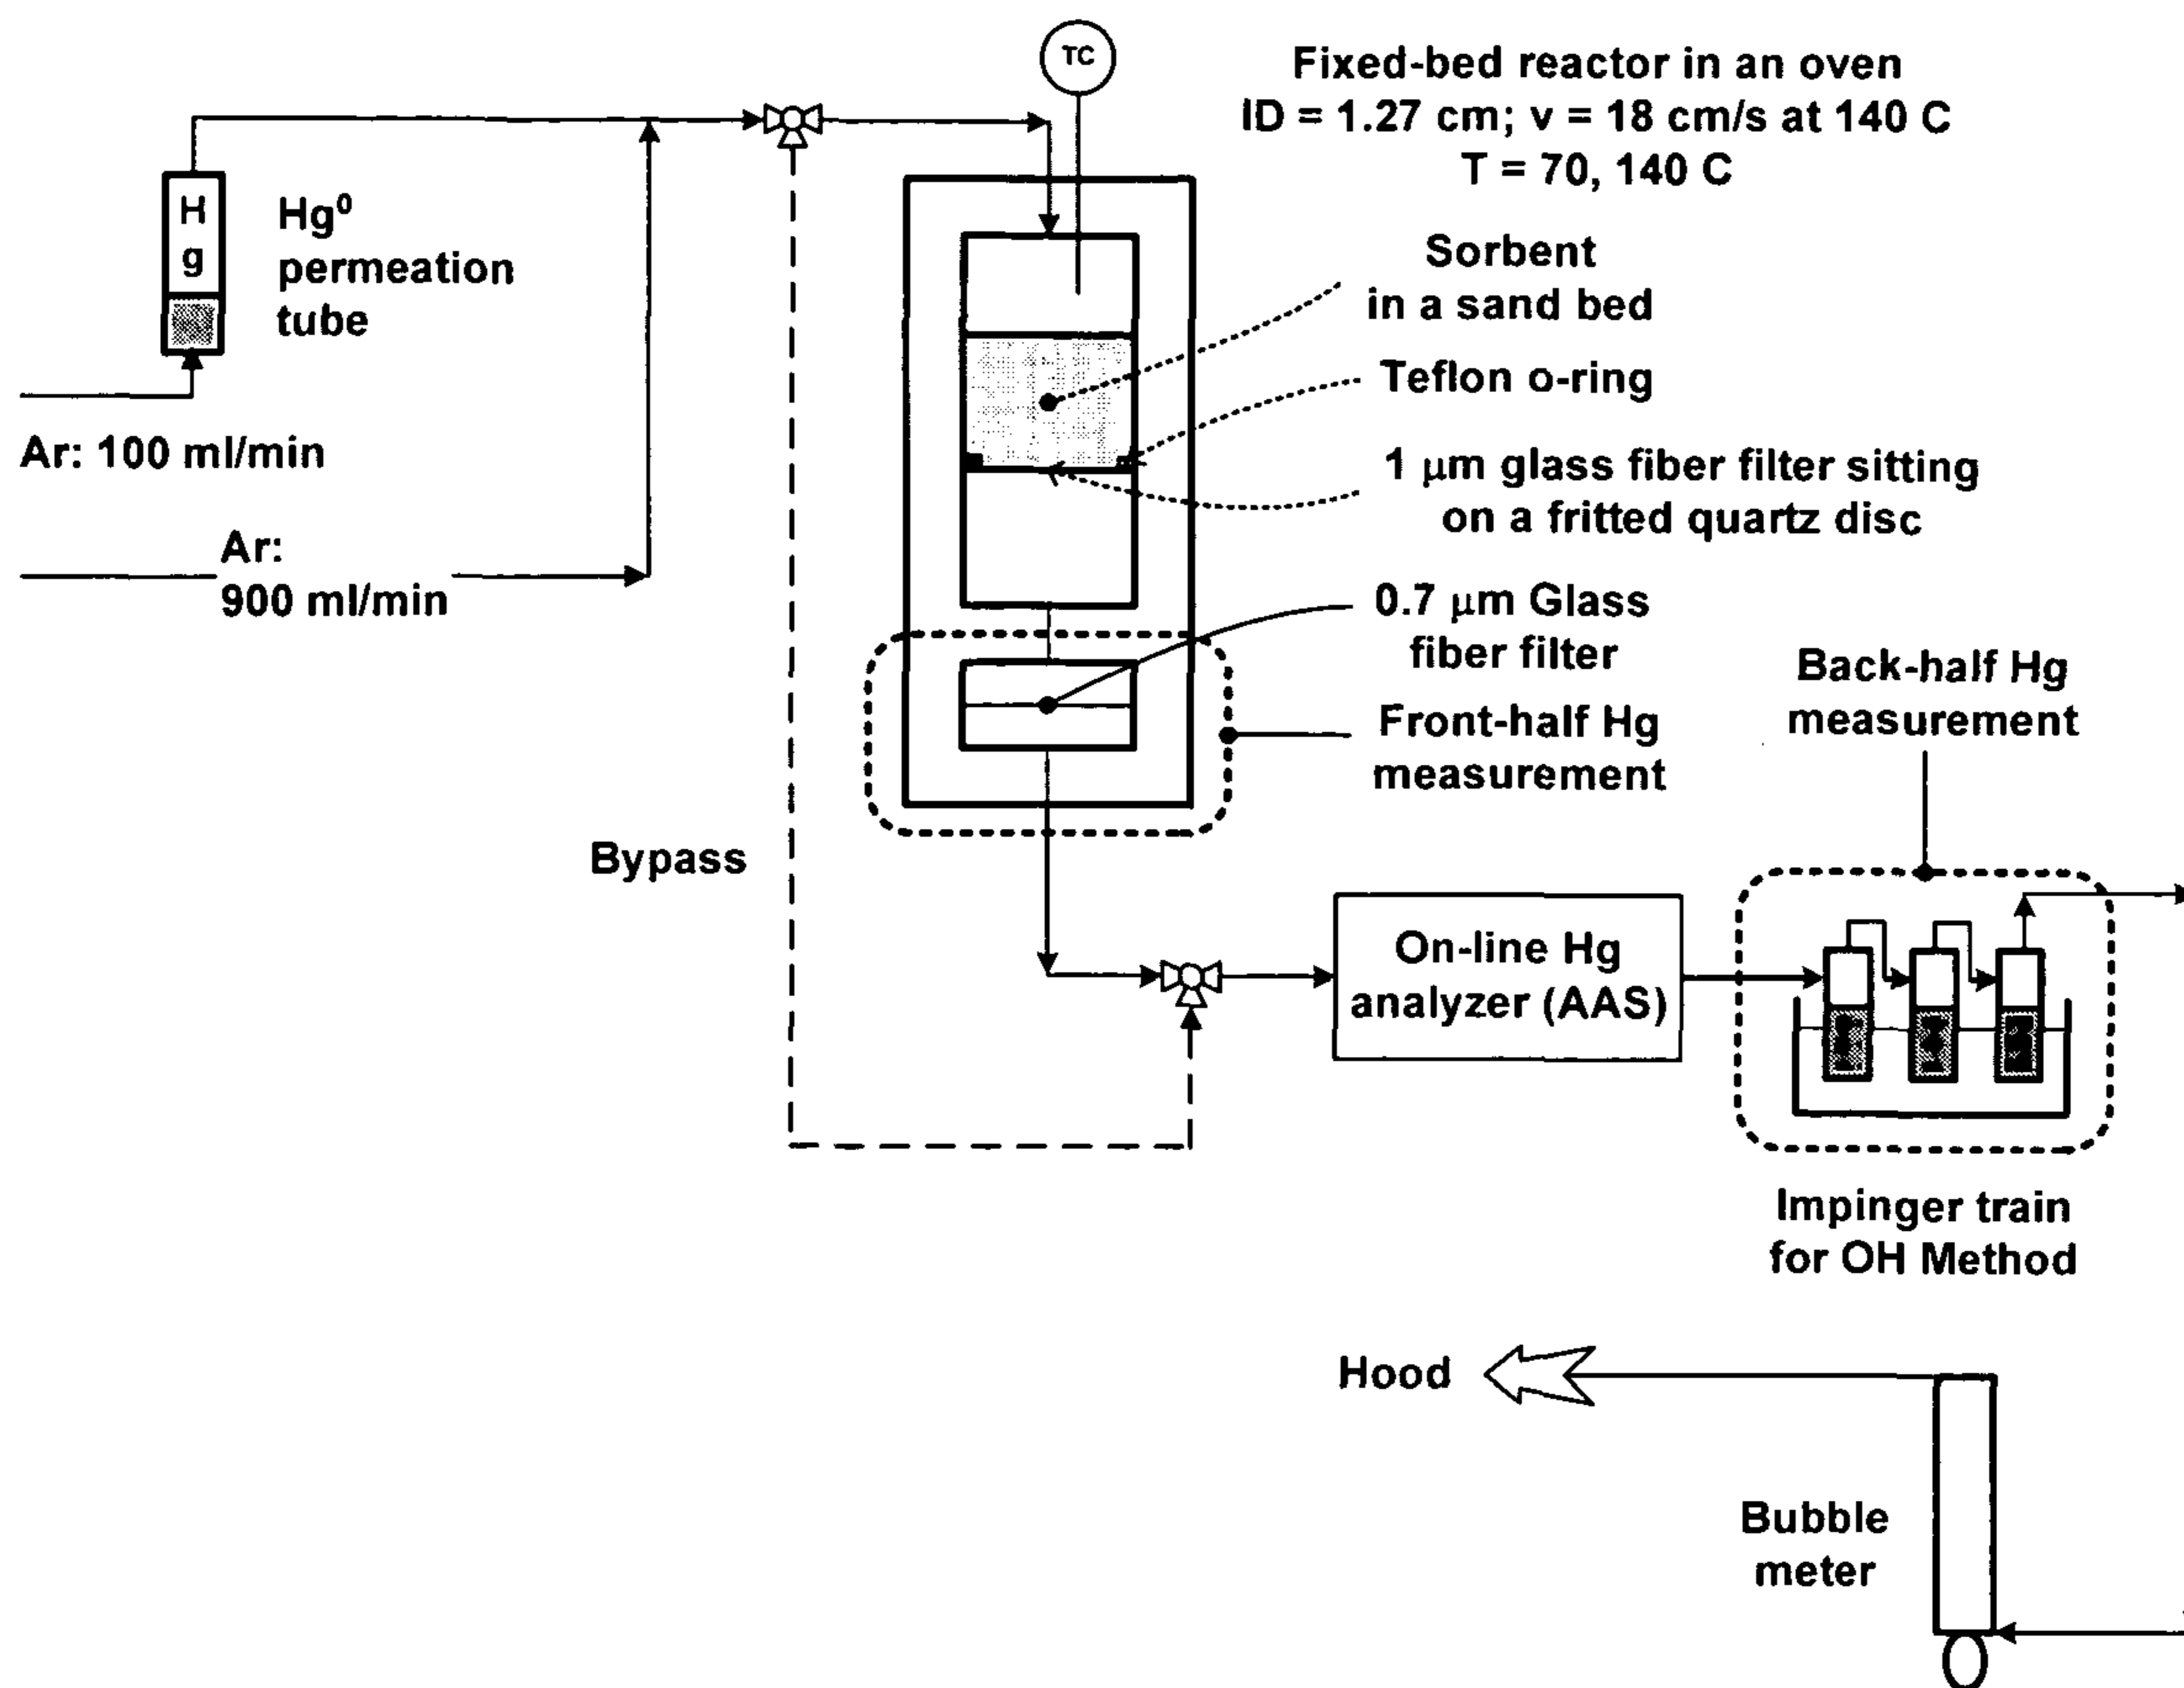 TC
Fixed-bed reactor in an oven
ID = 1.27 cm; v = 18 cm/s at 140 C
T = 70, 140 C
H
g
Hg⁰
permeation
tube
Sorbent
in a sand bed
Teflon o-ring
Ar: 100 ml/min
1 μm glass fiber filter sitting
on a fritted quartz disc
Ar:
900 ml/min
0.7 μm Glass
fiber filter
Front-half Hg
measurement
Back-half Hg
measurement
Bypass
On-line Hg
analyzer (AAS)
Impinger train
for OH Method
Hood
Bubble
meter